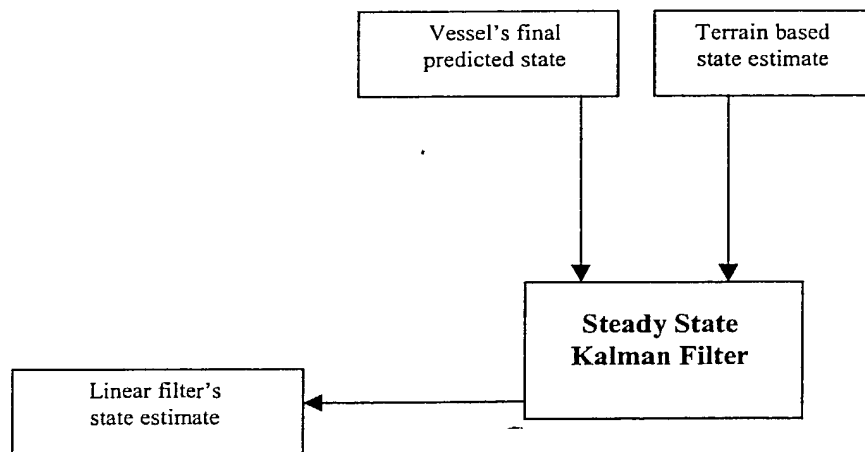 Vessel's final
predicted state
Terrain based
state estimate
Steady State
Kalman Filter
Linear filter's
state estimate